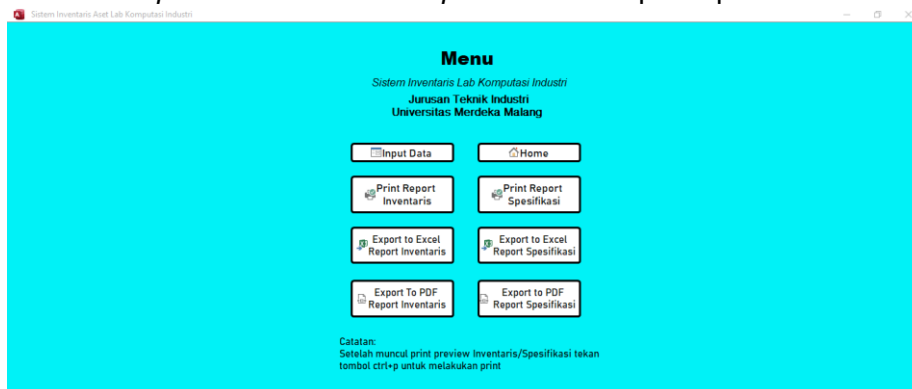 Sistem Inventaris Aset Lab Komputasi Industri
Menu
Sistem Inventaris Lab Komputasi Industri
Jurusan Teknik Industri
Universitas Merdeka Malang
Input Data
Home
Print Report
Inventaris
Print Report
Spesifikasi
Export to Excel
Report Inventaris
Export to Excel
Report Spesifikasi
Export To PDF
Report Inventaris
Export to PDF
Report Spesifikasi
Catatan:
Setelah muncul print preview Inventaris/Spesifikasi tekan
tombol ctrl+p untuk melakukan print